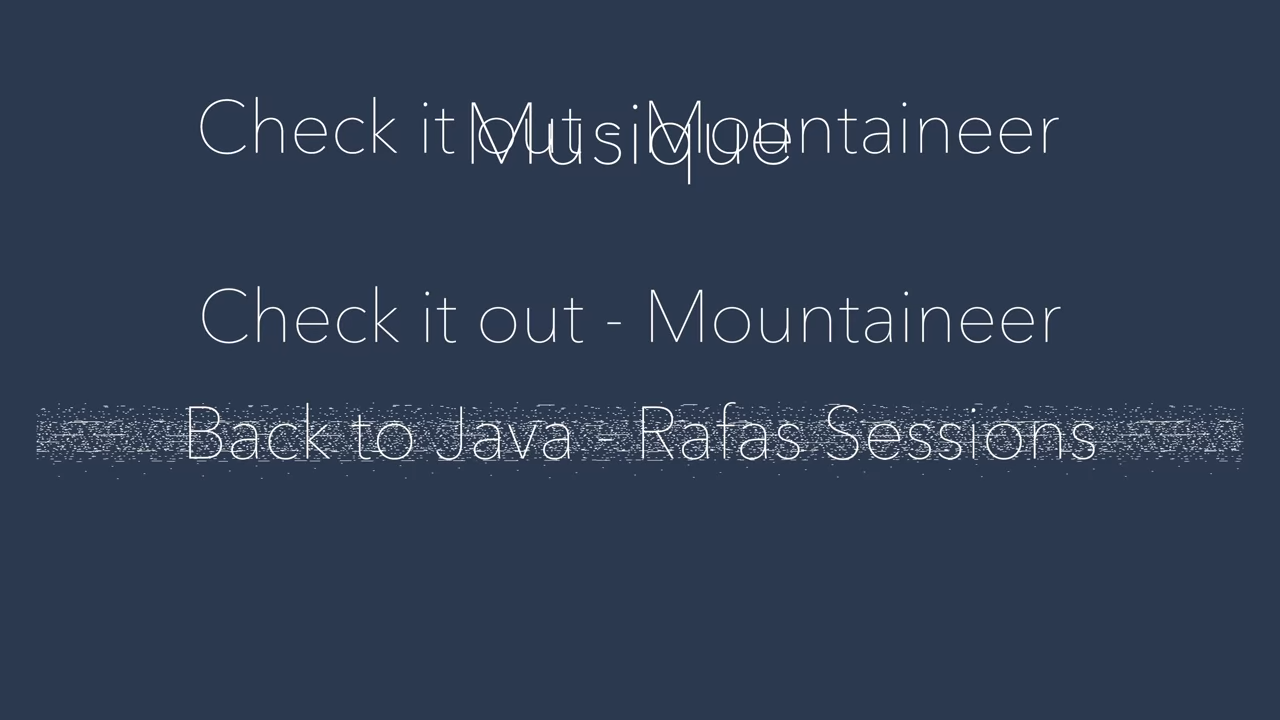 Check it out - Mountaineer
Musique
Check it out - Mountaineer
Back to Java - Rafas Sessions